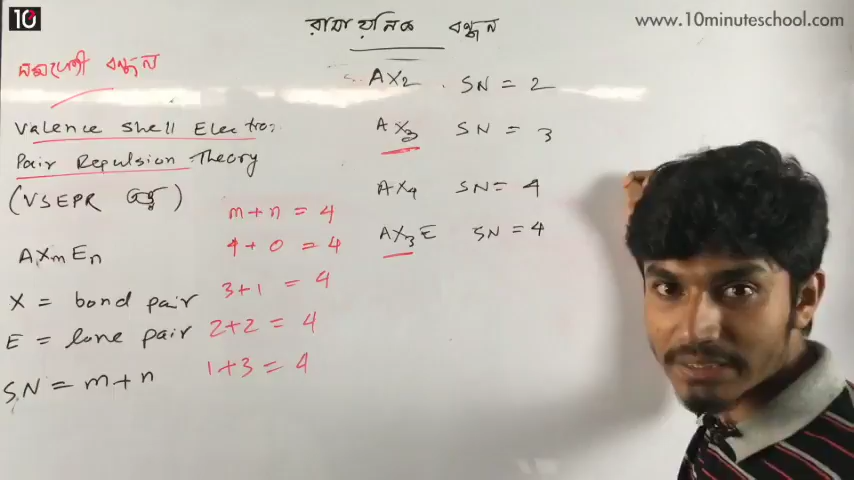 10
www.10minuteschool.com
রাসায়নিক বন্ধন
সমযোজী বন্ধন
Valence Shell Electron
Pair Repulsion Theory
(VSEPR তত্ত্ব)
AXmEn
X = bond pair
E = lone pair
S.N = m+n
m+n = 4
4+0 = 4
3+1 = 4
2+2 = 4
1+3 = 4
AX2 SN = 2
AX3 SN = 3
AX4 SN = 4
AX3E SN = 4